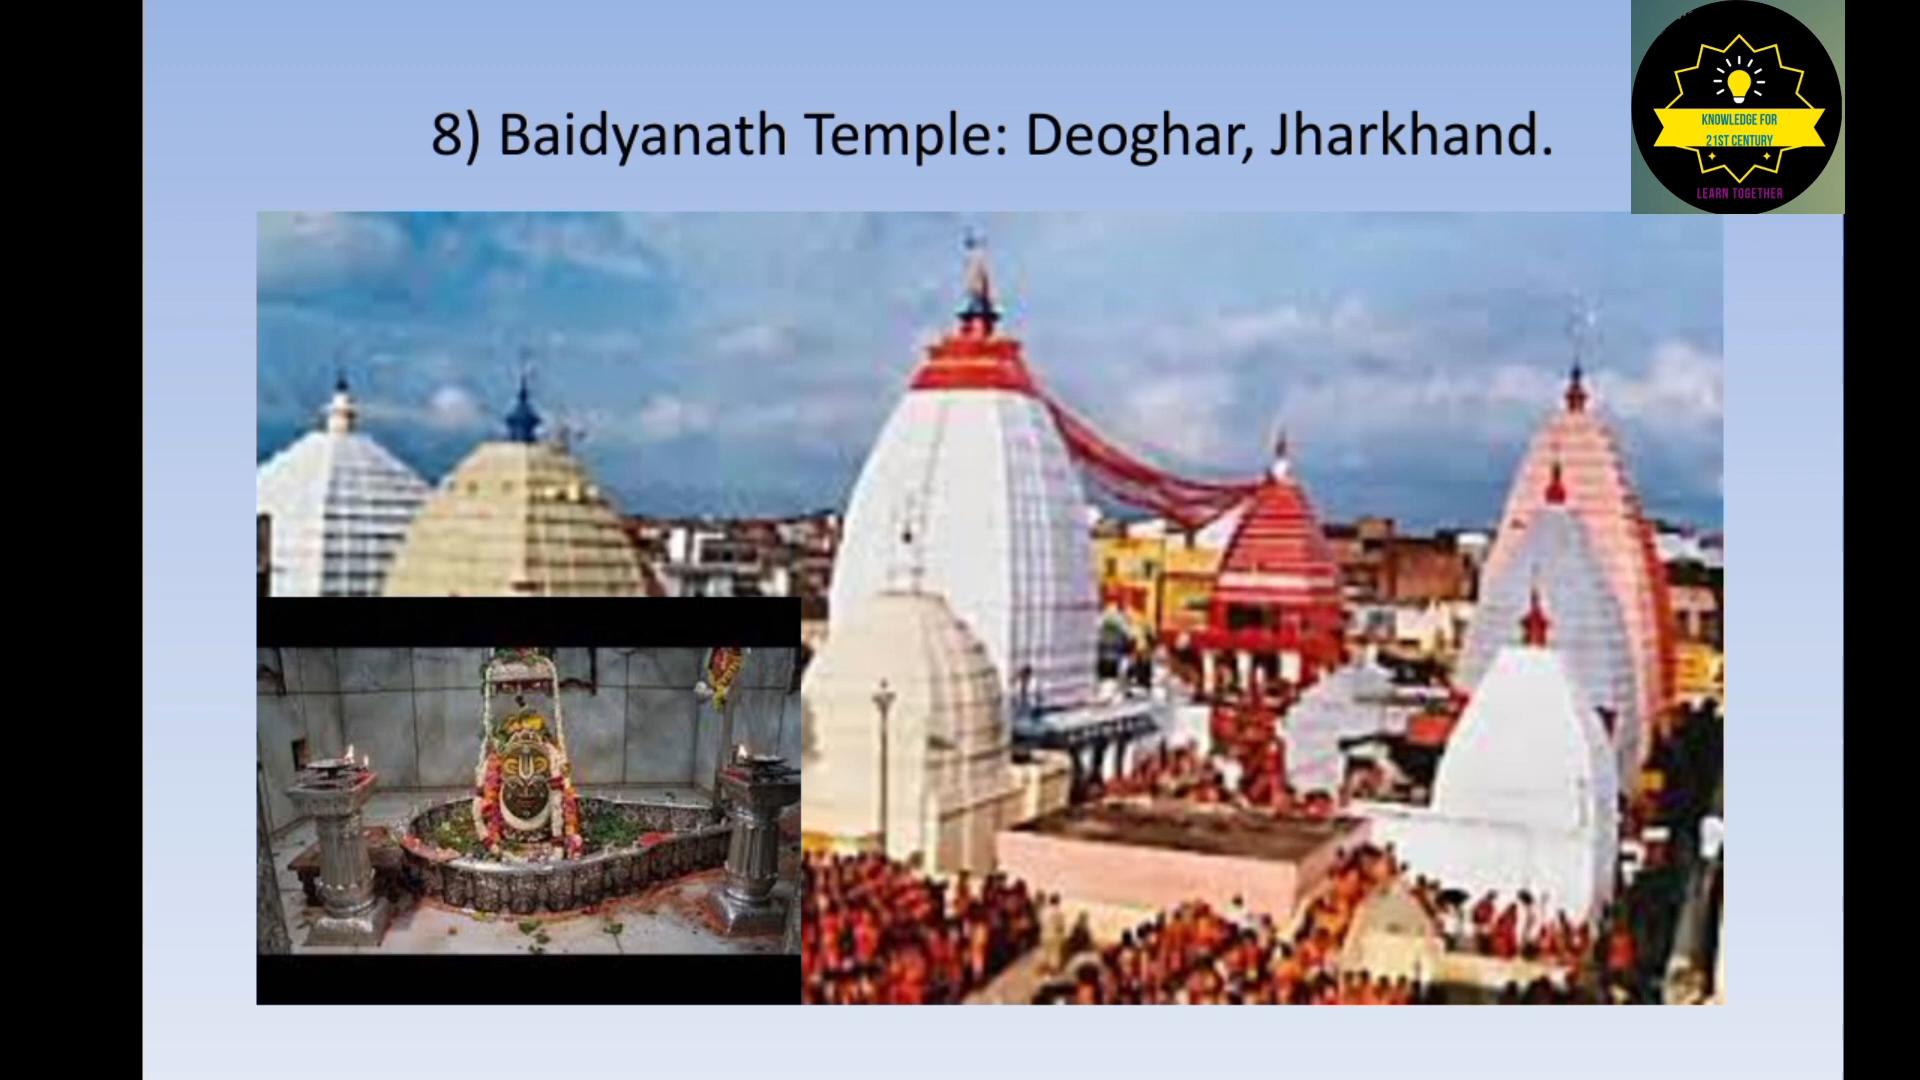 8) Baidyanath Temple: Deoghar, Jharkhand.
KNOWLEDGE FOR
21ST CENTURY
LEARN TOGETHER